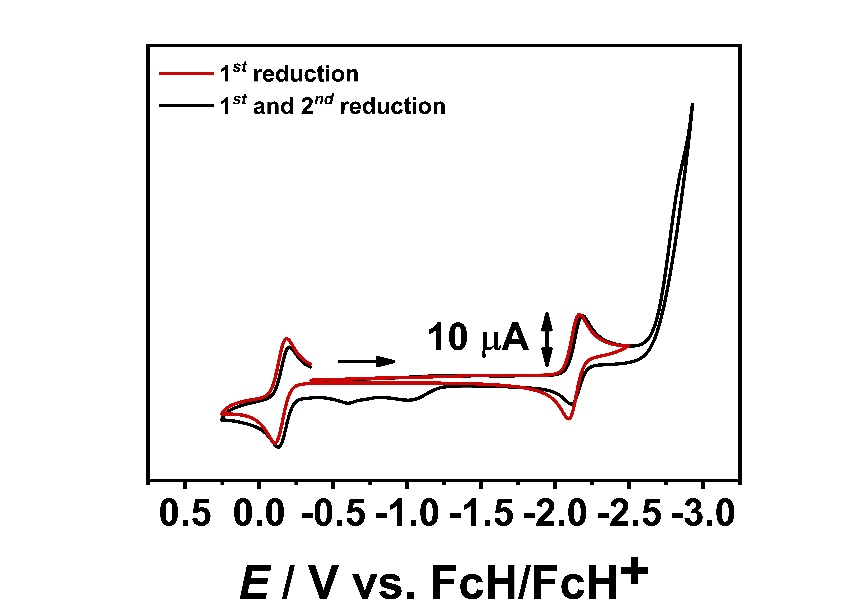 1st reduction
1st and 2nd reduction
10 μA
0.5 0.0 -0.5 -1.0 -1.5 -2.0 -2.5 -3.0
E / V vs. FcH/FcH+